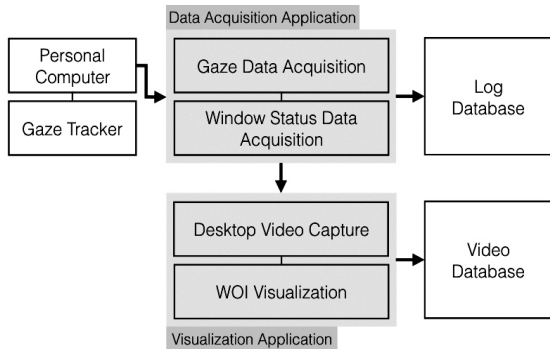 Data Acquisition Application
Personal
Computer
Gaze Tracker
Gaze Data Acquisition
Window Status Data
Acquisition
Log
Database
Desktop Video Capture
WOI Visualization
Video
Database
Visualization Application